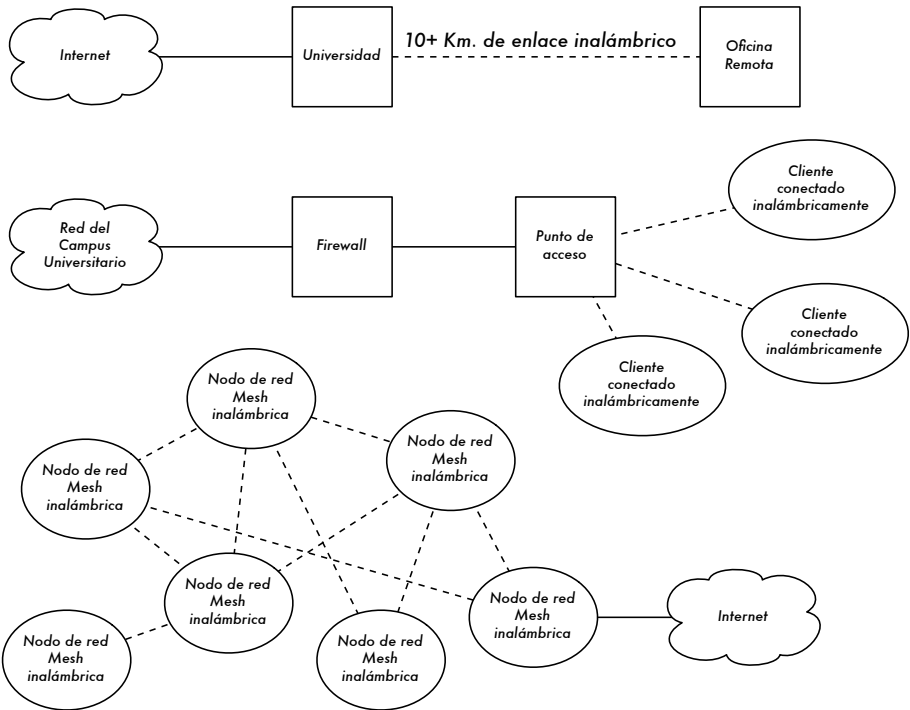 Internet
Universidad
10+ Km. de enlace inalámbrico
Oficina
Remota
Red del
Campus
Universitario
Firewall
Punto de
acceso
Cliente
conectado
inalámbricamente
Cliente
conectado
inalámbricamente
Cliente
conectado
inalámbricamente
Nodo de red
Mesh
inalámbrica
Nodo de red
Mesh
inalámbrica
Nodo de red
Mesh
inalámbrica
Nodo de red
Mesh
inalámbrica
Nodo de red
Mesh
inalámbrica
Nodo de red
Mesh
inalámbrica
Nodo de red
Mesh
inalámbrica
Internet